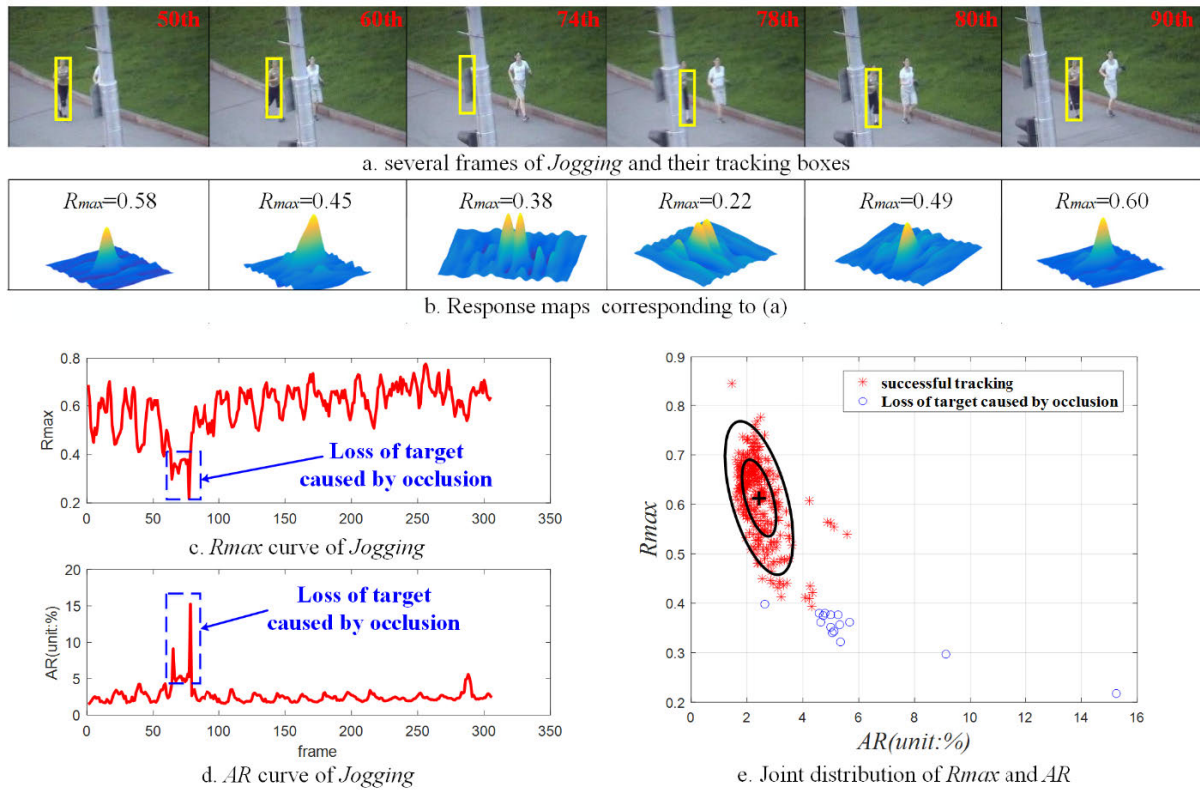 50th 60th 74th 78th 80th 90th
a. several frames of Jogging and their tracking boxes
Rmax=0.58 Rmax=0.45 Rmax=0.38 Rmax=0.22 Rmax=0.49 Rmax=0.60
b. Response maps corresponding to (a)
0.8
0.6
0.4
0.2
Rmax
Loss of target
caused by occlusion
0 50 100 150 200 250 300 350
c. Rmax curve of Jogging
20
15
10
5
0
AR(unit:%)
Loss of target
caused by occlusion
0 50 100 150 200 250 300 350
frame
d. AR curve of Jogging
0.9
0.8
0.7
0.6
0.5
0.4
0.3
0.2
Rmax
successful tracking
Loss of target caused by occlusion
0 2 4 6 8 10 12 14 16
AR(unit:%)
e. Joint distribution of Rmax and AR